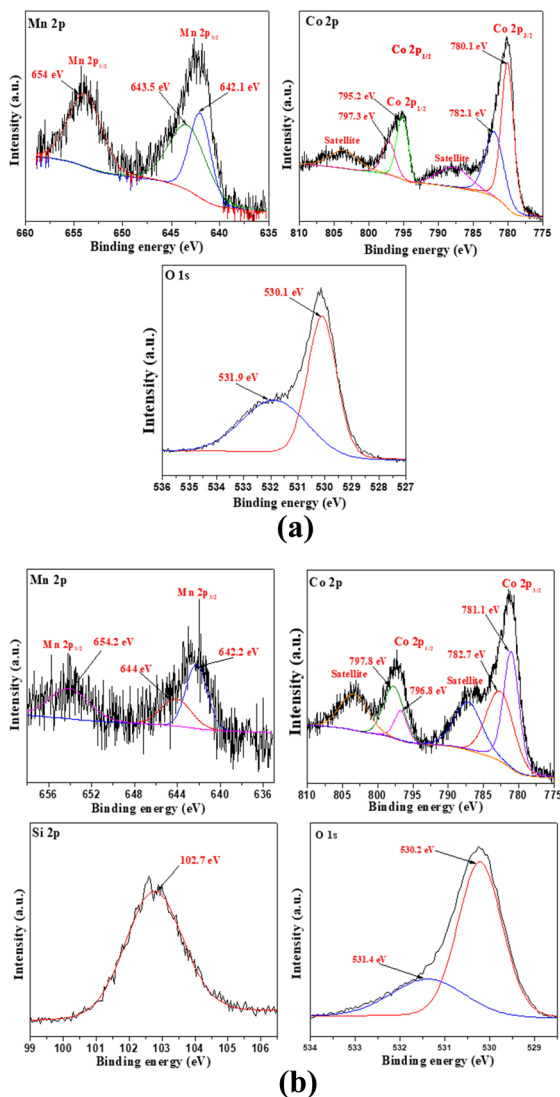 Mn 2p
Mn 2p1/2
Mn 2p3/2
654 eV
643.5 eV
642.1 eV
Intensity (a.u.)
660 655 650 645 640 635
Binding energy (eV)
Co 2p
Co 2p3/2
Co 2p1/2
780.1 eV
795.2 eV
Co 2p1/2
797.3 eV
782.1 eV
Satellite
Satellite
Intensity (a.u.)
810 805 800 795 790 785 780 775
Binding energy (eV)
O 1s
530.1 eV
531.9 eV
Intensity (a.u.)
536 535 534 533 532 531 530 529 528 527
Binding energy (eV)
(a)
Mn 2p
Mn 2p3/2
Mn 2p1/2
654.2 eV
642.2 eV
644 eV
Intensity (a.u.)
656 652 648 644 640 636
Binding energy (eV)
Co 2p
Co 2p3/2
781.1 eV
Co 2p1/2
797.8 eV
782.7 eV
Satellite
Satellite
796.8 eV
Intensity (a.u.)
810 805 800 795 790 785 780 775
Binding energy (eV)
Si 2p
102.7 eV
Intensity (a.u.)
99 100 101 102 103 104 105 106
Binding energy (eV)
O 1s
530.2 eV
531.4 eV
Intensity (a.u.)
534 533 532 531 530 529
Binding energy (eV)
(b)